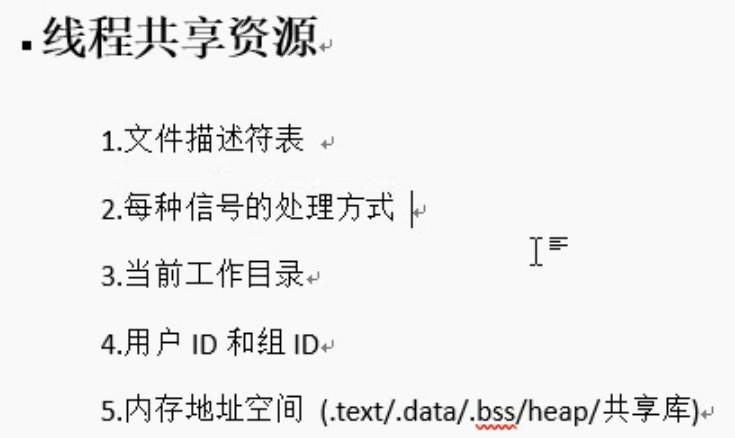 ▪线程共享资源
1.文件描述符表
2.每种信号的处理方式
3.当前工作目录
4.用户 ID 和组 ID
5.内存地址空间 (.text/.data/.bss/heap/共享库)